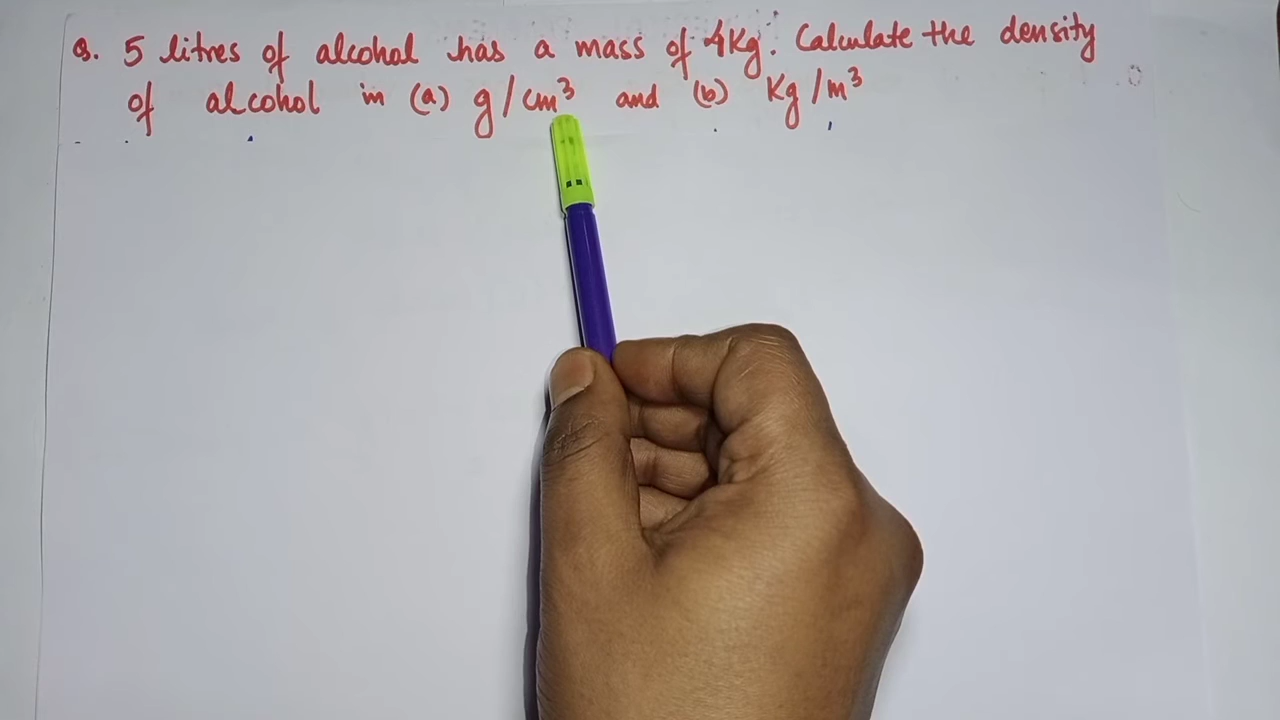 Q. 5 litres of alcohol has a mass of 4Kg. Calculate the density
of alcohol in (a) g/cm³ and (b) Kg/m³